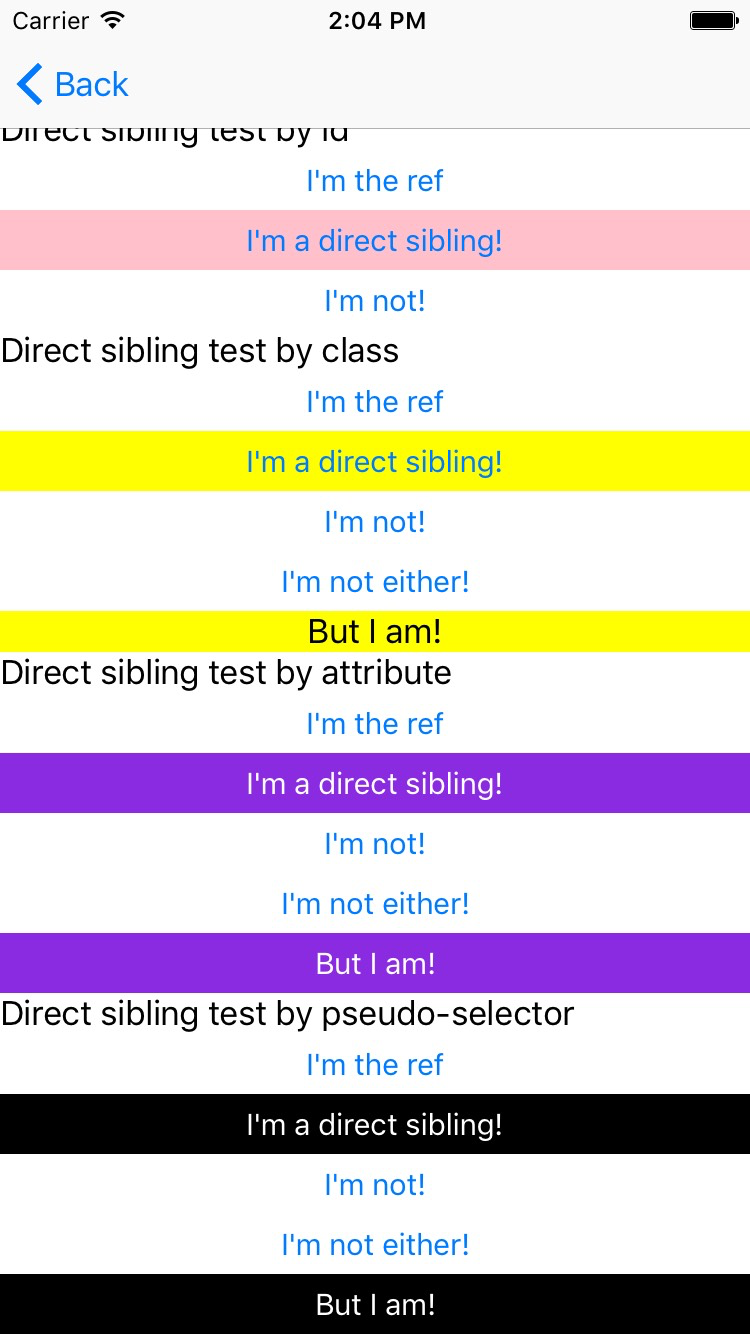 Carrier 2:04 PM
Back
Direct sibling test by id
I'm the ref
I'm a direct sibling!
I'm not!
Direct sibling test by class
I'm the ref
I'm a direct sibling!
I'm not!
I'm not either!
But I am!
Direct sibling test by attribute
I'm the ref
I'm a direct sibling!
I'm not!
I'm not either!
But I am!
Direct sibling test by pseudo-selector
I'm the ref
I'm a direct sibling!
I'm not!
I'm not either!
But I am!